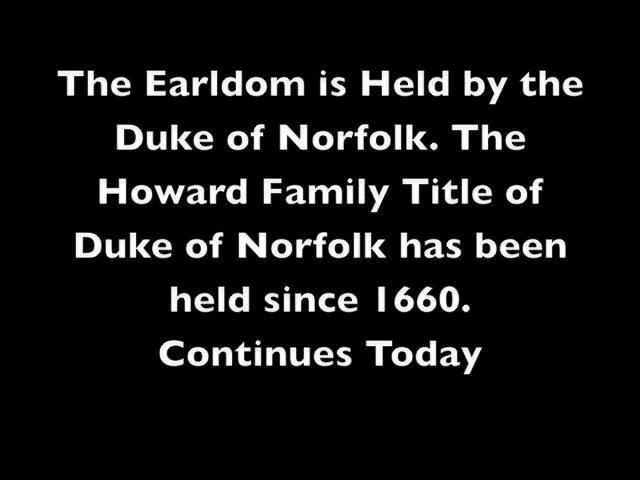 The Earldom is Held by the
Duke of Norfolk. The
Howard Family Title of
Duke of Norfolk has been
held since 1660.
Continues Today